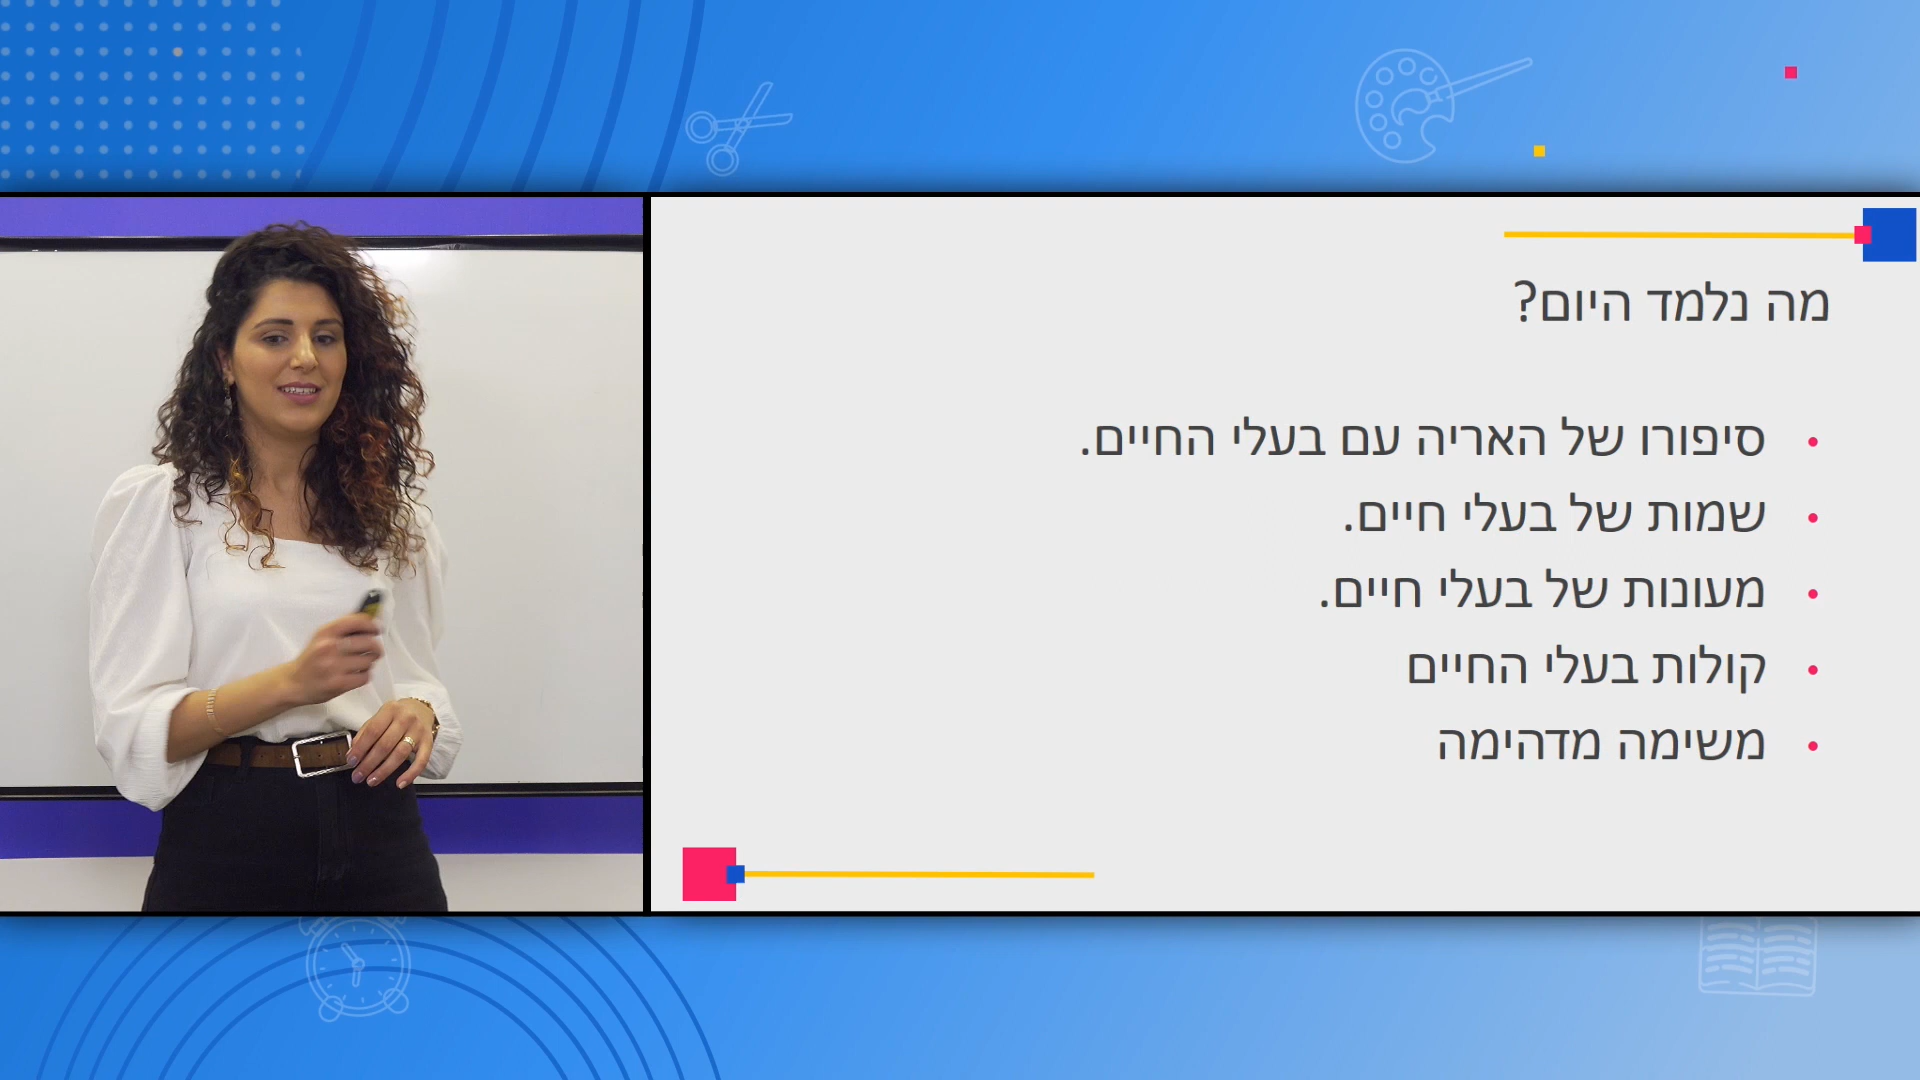 מה נלמד היום?
סיפורו של האריה עם בעלי החיים.
שמות של בעלי חיים.
מעונות של בעלי חיים.
קולות בעלי החיים
משימה מדהימה